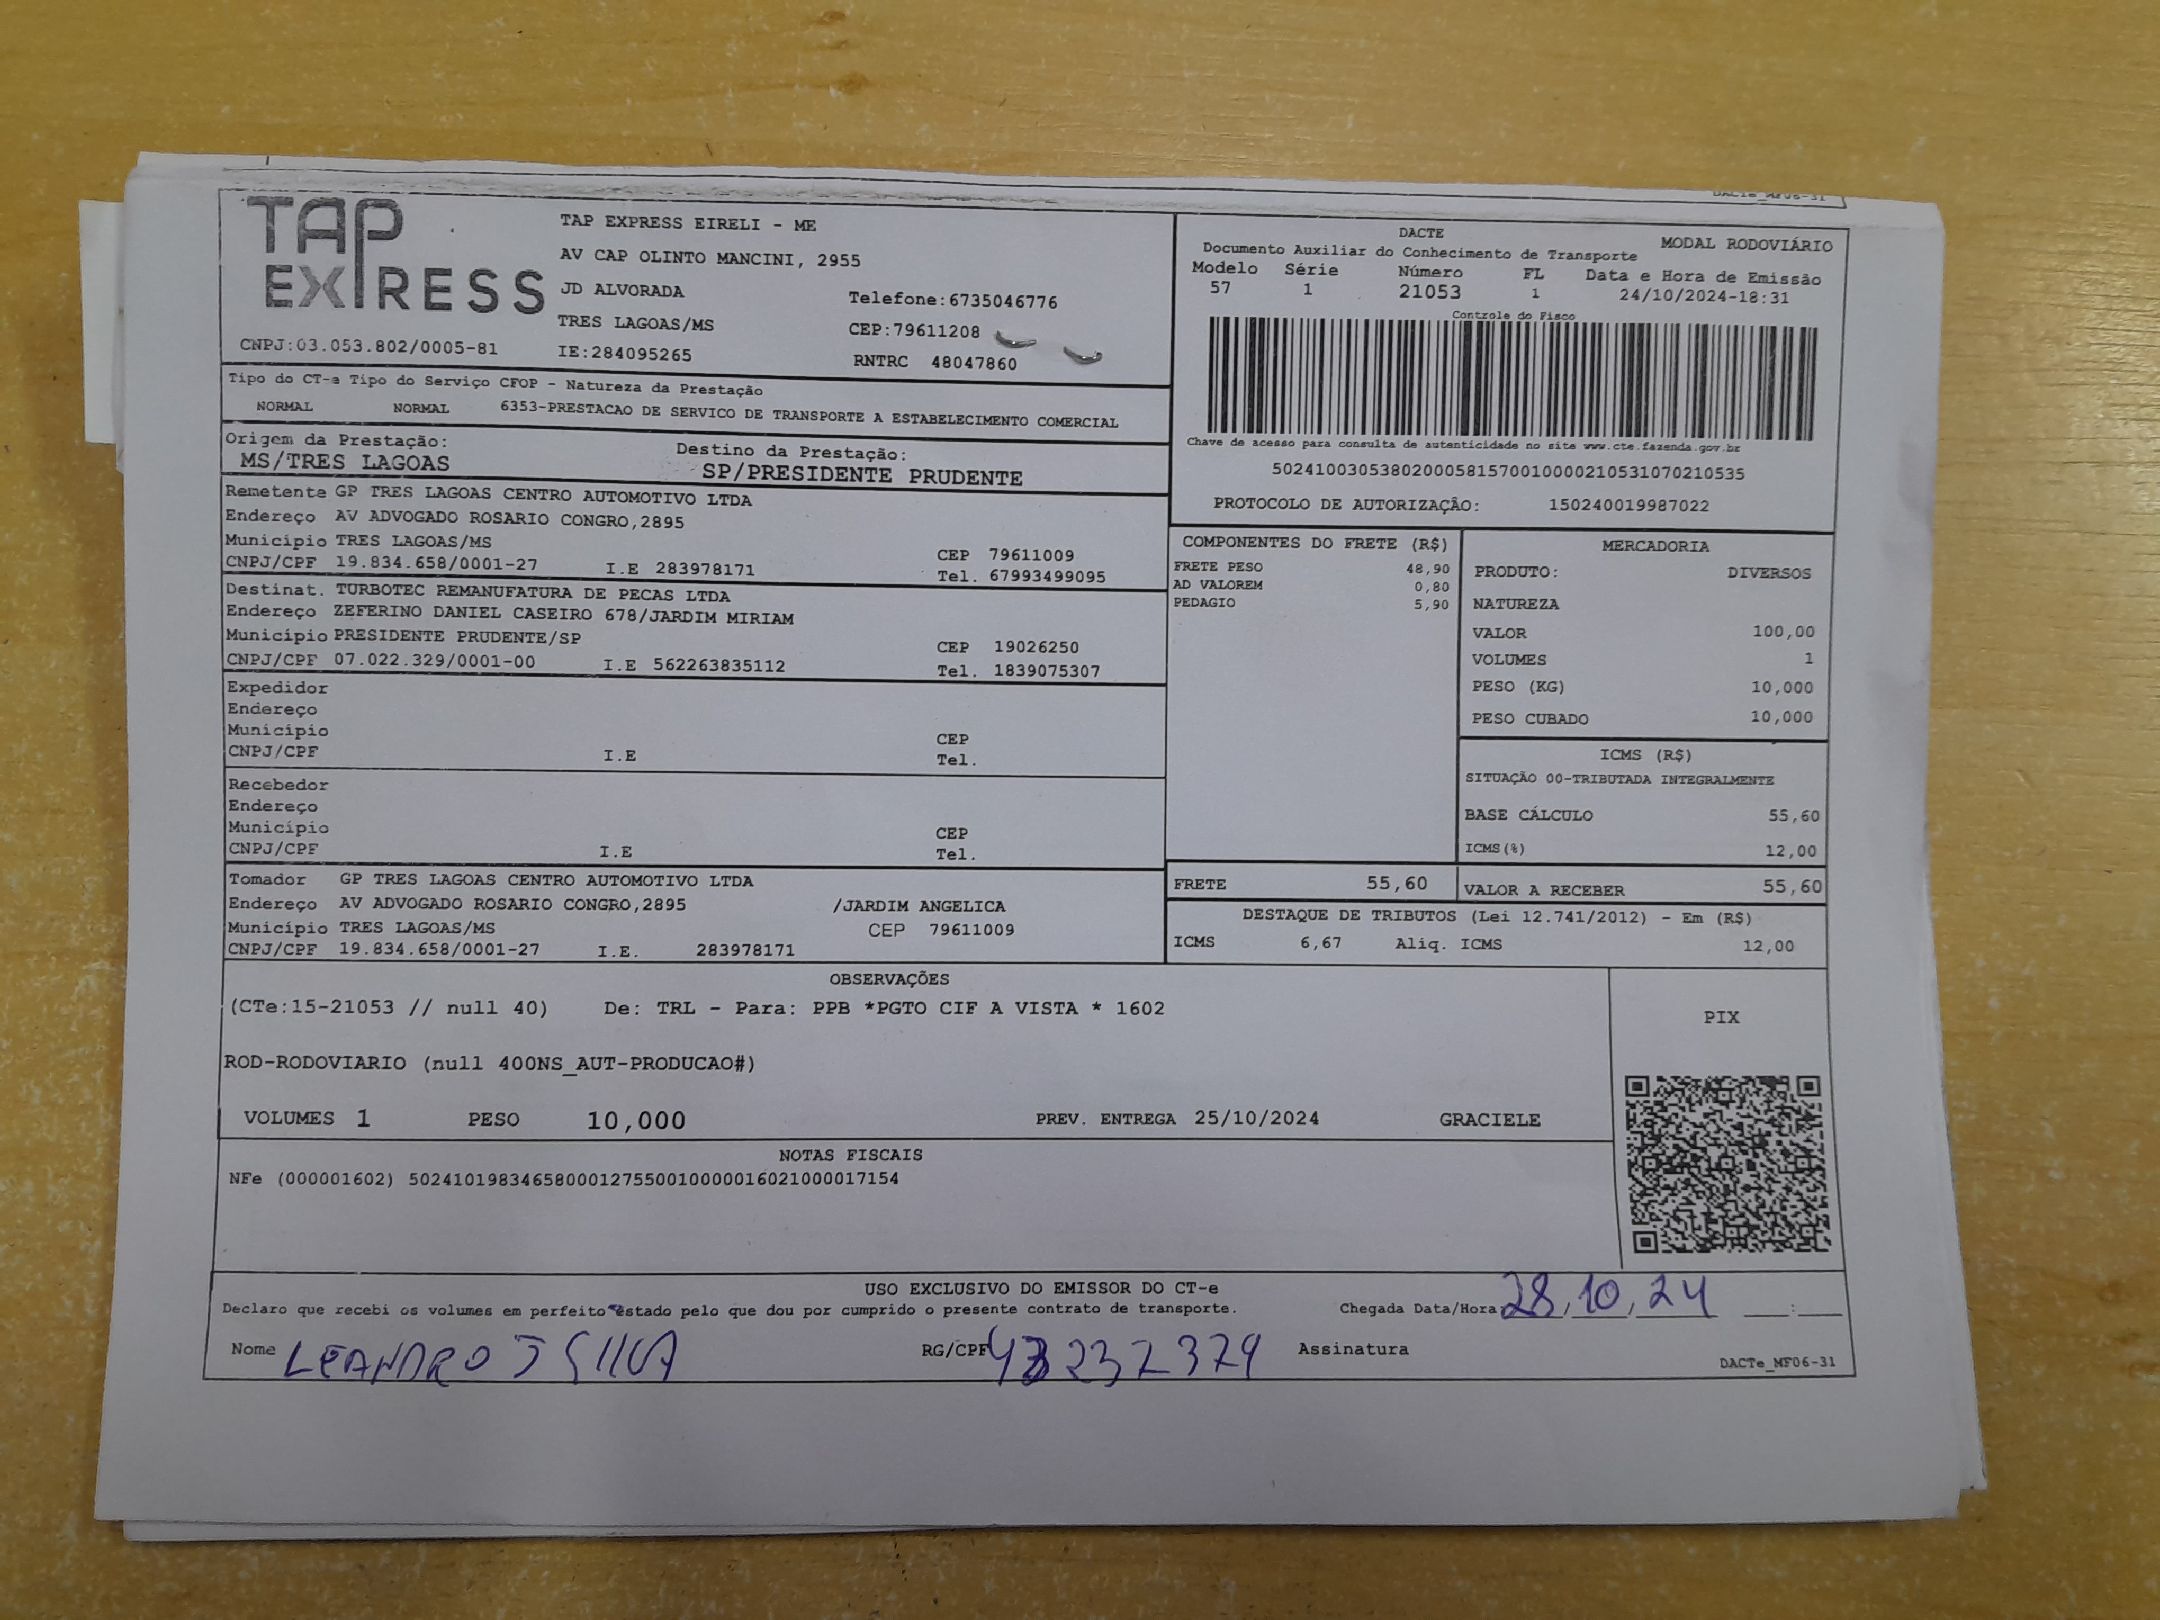 DACTe_MF06-31
TAP EXPRESS
TAP EXPRESS EIRELI - ME
AV CAP OLINTO MANCINI, 2955
JD ALVORADA
Telefone:6735046776
TRES LAGOAS/MS
CEP:79611208
CNPJ:03.053.802/0005-81
IE:284095265
RNTRC 48047860
DACTE
MODAL RODOVIÁRIO
Documento Auxiliar do Conhecimento de Transporte
Modelo Série Número FL Data e Hora de Emissão
57 1 21053 1 24/10/2024-18:31
Controle do Fisco
Chave de acesso para consulta de autenticidade no site www.cte.fazenda.gov.br
50241003053802000581570010000210531070210535
PROTOCOLO DE AUTORIZAÇÃO: 150240019987022
Tipo do CT-e Tipo do Serviço CFOP - Natureza da Prestação
NORMAL NORMAL 6353-PRESTACAO DE SERVICO DE TRANSPORTE A ESTABELECIMENTO COMERCIAL
Origem da Prestação: Destino da Prestação:
MS/TRES LAGOAS SP/PRESIDENTE PRUDENTE
Remetente GP TRES LAGOAS CENTRO AUTOMOTIVO LTDA
Endereço AV ADVOGADO ROSARIO CONGRO,2895
Município TRES LAGOAS/MS CEP 79611009
CNPJ/CPF 19.834.658/0001-27 I.E 283978171 Tel. 67993499095
Destinat. TURBOTEC REMANUFATURA DE PECAS LTDA
Endereço ZEFERINO DANIEL CASEIRO 678/JARDIM MIRIAM
Município PRESIDENTE PRUDENTE/SP CEP 19026250
CNPJ/CPF 07.022.329/0001-00 I.E 562263835112 Tel. 1839075307
Expedidor
Endereço
Município CEP
CNPJ/CPF I.E Tel.
Recebedor
Endereço
Município CEP
CNPJ/CPF I.E Tel.
Tomador GP TRES LAGOAS CENTRO AUTOMOTIVO LTDA
Endereço AV ADVOGADO ROSARIO CONGRO,2895 /JARDIM ANGELICA
Município TRES LAGOAS/MS CEP 79611009
CNPJ/CPF 19.834.658/0001-27 I.E. 283978171
COMPONENTES DO FRETE (R$)
FRETE PESO 48,90
AD VALOREM 0,80
PEDAGIO 5,90
MERCADORIA
PRODUTO: DIVERSOS
NATUREZA
VALOR 100,00
VOLUMES 1
PESO (KG) 10,000
PESO CUBADO 10,000
ICMS (R$)
SITUAÇÃO 00-TRIBUTADA INTEGRALMENTE
BASE CÁLCULO 55,60
ICMS(%) 12,00
FRETE 55,60 VALOR A RECEBER 55,60
DESTAQUE DE TRIBUTOS (Lei 12.741/2012) - Em (R$)
ICMS 6,67 Aliq. ICMS 12,00
OBSERVAÇÕES
(CTe:15-21053 // null 40) De: TRL - Para: PPB *PGTO CIF A VISTA * 1602
ROD-RODOVIARIO (null 400NS_AUT-PRODUCAO#)
VOLUMES 1 PESO 10,000 PREV. ENTREGA 25/10/2024 GRACIELE
PIX
NOTAS FISCAIS
NFe (000001602) 50241019834658000127550010000016021000017154
USO EXCLUSIVO DO EMISSOR DO CT-e
Declaro que recebi os volumes em perfeito estado pelo que dou por cumprido o presente contrato de transporte. Chegada Data/Hora 28/10/24 __:__
Nome LEANDRO J SILVA RG/CPF Assinatura
DACTe_MF06-31